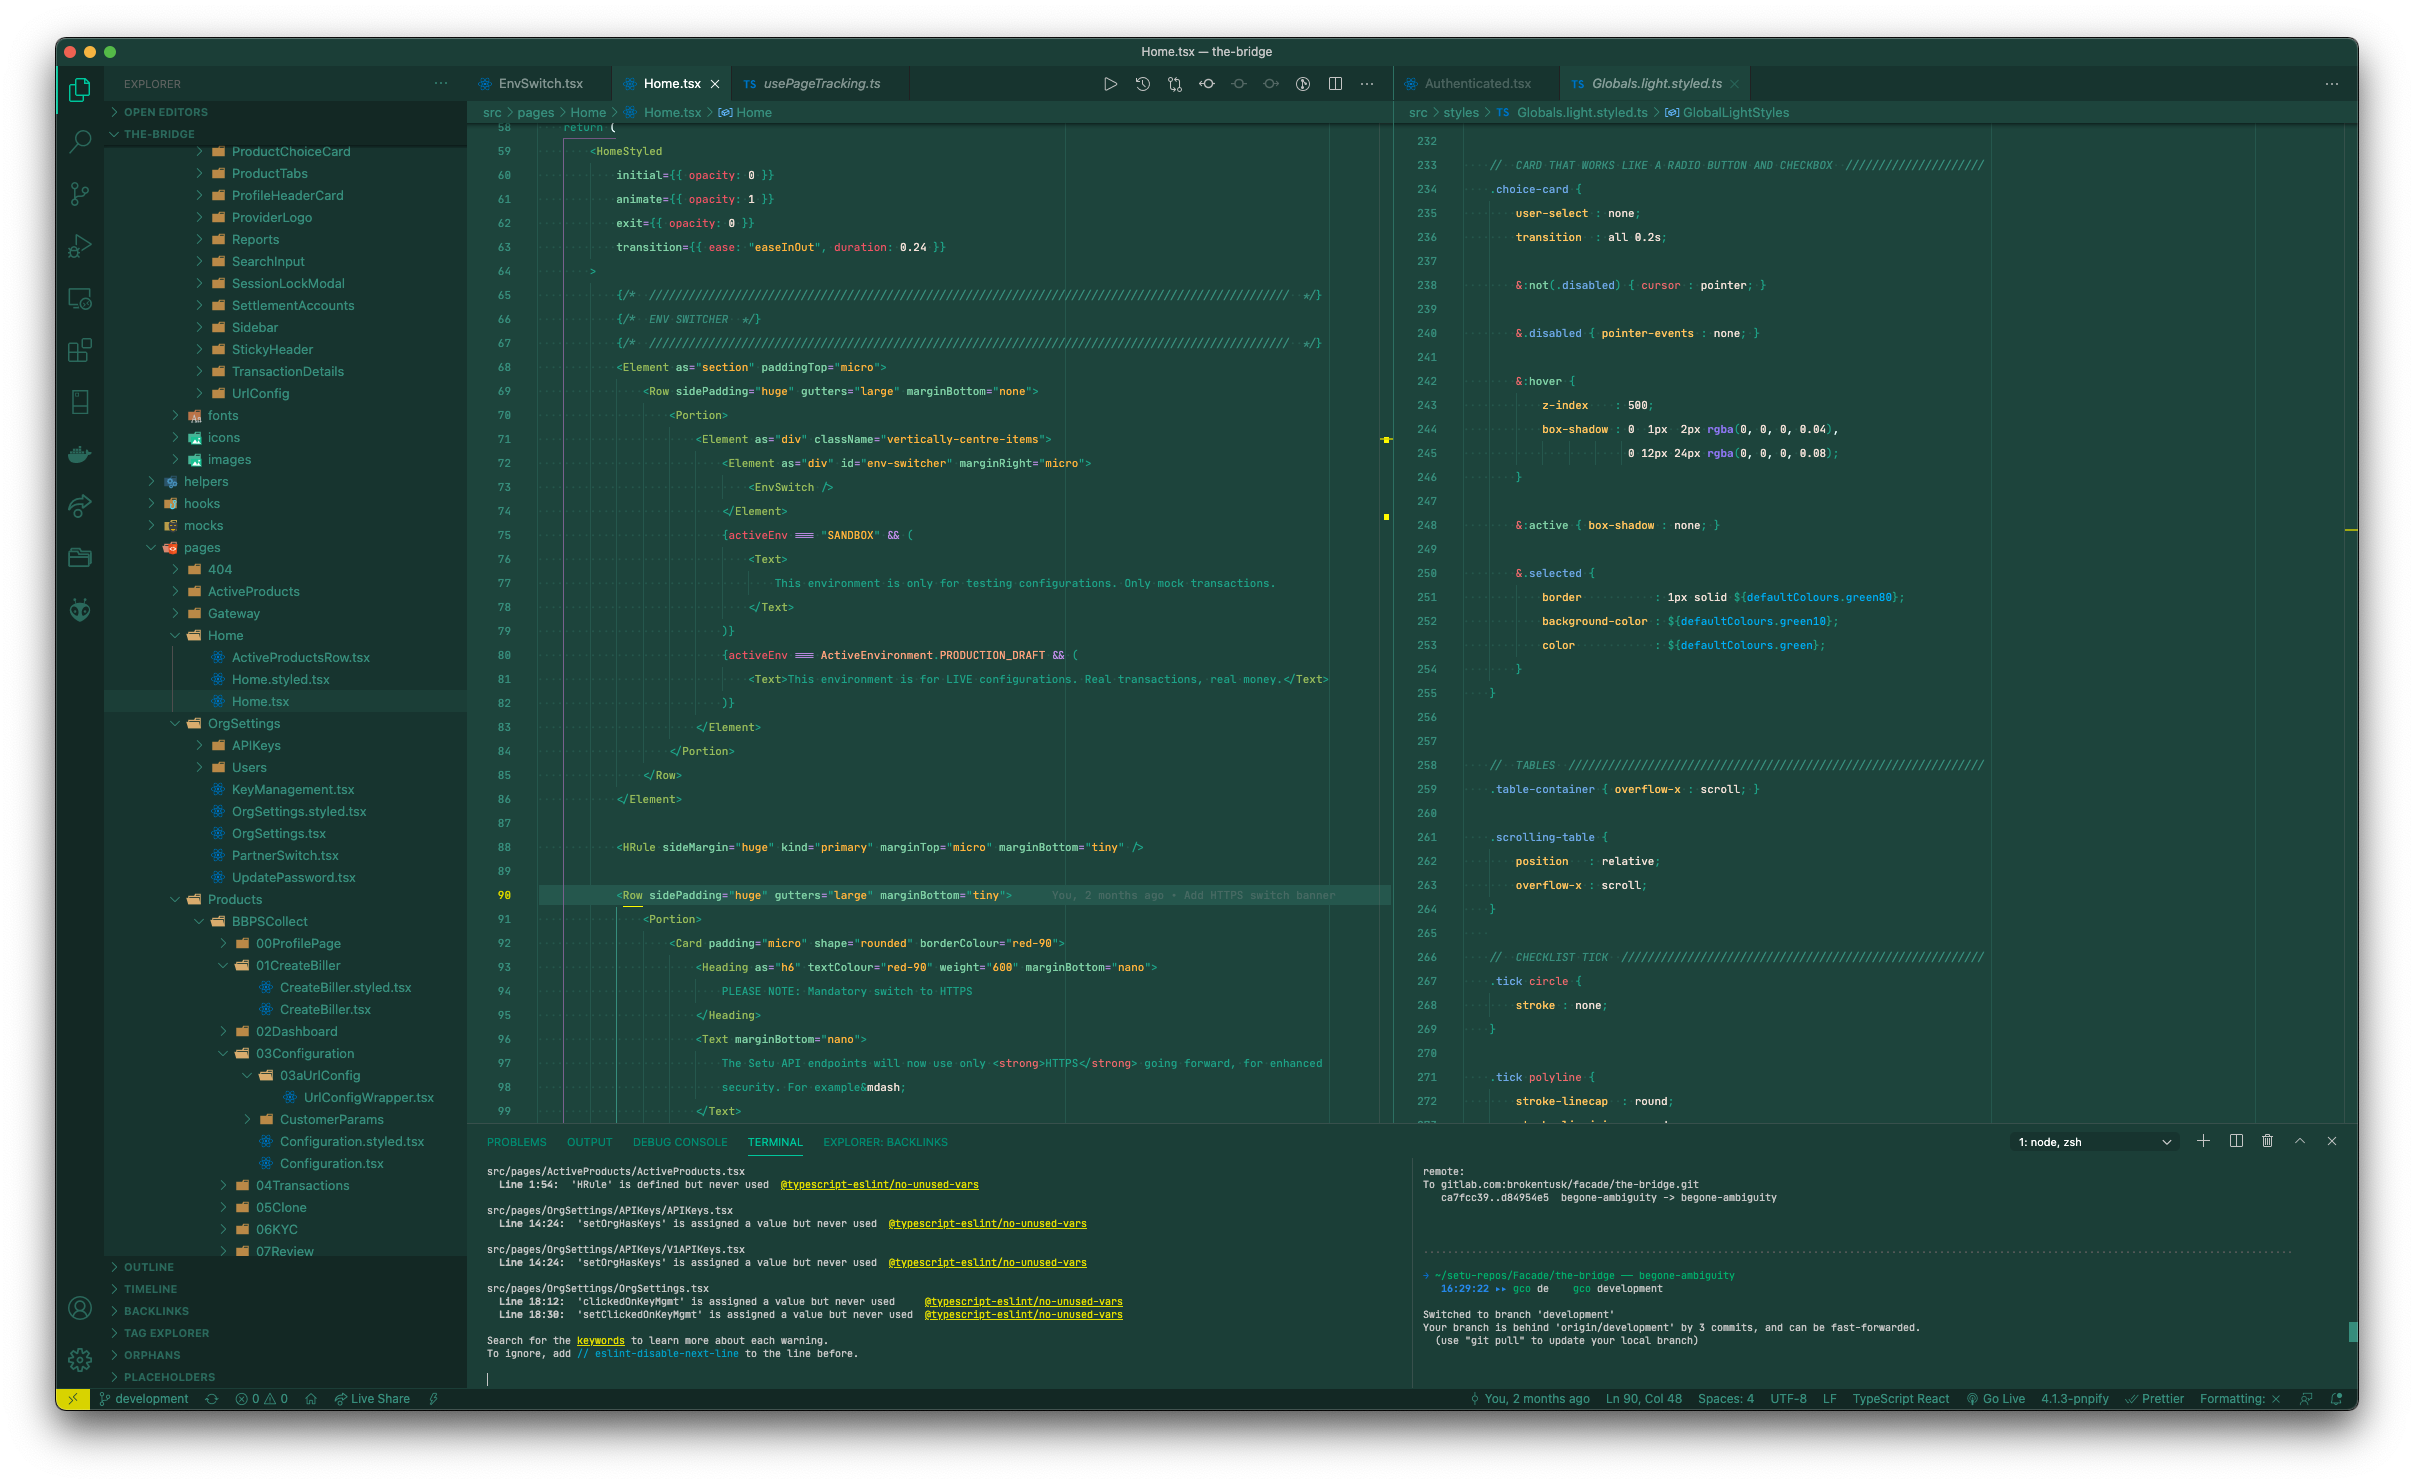 Home.tsx — the-bridge
EXPLORER
OPEN EDITORS
THE-BRIDGE
ProductChoiceCard
ProductTabs
ProfileHeaderCard
ProviderLogo
Reports
SearchInput
SessionLockModal
SettlementAccounts
Sidebar
StickyHeader
TransactionDetails
UrlConfig
fonts
icons
images
helpers
hooks
mocks
pages
404
ActiveProducts
Gateway
Home
ActiveProductsRow.tsx
Home.styled.tsx
Home.tsx
OrgSettings
APIKeys
Users
KeyManagement.tsx
OrgSettings.styled.tsx
OrgSettings.tsx
PartnerSwitch.tsx
UpdatePassword.tsx
Products
BBPSCollect
00ProfilePage
01CreateBiller
CreateBiller.styled.tsx
CreateBiller.tsx
02Dashboard
03Configuration
03aUrlConfig
UrlConfigWrapper.tsx
CustomerParams
Configuration.styled.tsx
Configuration.tsx
04Transactions
05Clone
06KYC
07Review
OUTLINE
TIMELINE
BACKLINKS
TAG EXPLORER
ORPHANS
PLACEHOLDERS
EnvSwitch.tsx
Home.tsx
TS usePageTracking.ts
src > pages > Home > Home.tsx > Home
58 return (
59 <HomeStyled
60 initial={{ opacity: 0 }}
61 animate={{ opacity: 1 }}
62 exit={{ opacity: 0 }}
63 transition={{ ease: "easeInOut", duration: 0.24 }}
64 >
65 {/* ///////////////////////////////////////////////////////////////////////////////////////////////// */}
66 {/* ENV SWITCHER */}
67 {/* ///////////////////////////////////////////////////////////////////////////////////////////////// */}
68 <Element as="section" paddingTop="micro">
69 <Row sidePadding="huge" gutters="large" marginBottom="none">
70 <Portion>
71 <Element as="div" className="vertically-centre-items">
72 <Element as="div" id="env-switcher" marginRight="micro">
73 <EnvSwitch />
74 </Element>
75 {activeEnv === "SANDBOX" && (
76 <Text>
77 This environment is only for testing configurations. Only mock transactions.
78 </Text>
79 )}
80 {activeEnv === ActiveEnvironment.PRODUCTION_DRAFT && (
81 <Text>This environment is for LIVE configurations. Real transactions, real money.</Text>
82 )}
83 </Element>
84 </Portion>
85 </Row>
86 </Element>
87
88 <HRule sideMargin="huge" kind="primary" marginTop="micro" marginBottom="tiny" />
89
90 <Row sidePadding="huge" gutters="large" marginBottom="tiny"> You, 2 months ago • Add HTTPS switch banner
91 <Portion>
92 <Card padding="micro" shape="rounded" borderColour="red-90">
93 <Heading as="h6" textColour="red-90" weight="600" marginBottom="nano">
94 PLEASE NOTE: Mandatory switch to HTTPS
95 </Heading>
96 <Text marginBottom="nano">
97 The Setu API endpoints will now use only <strong>HTTPS</strong> going forward, for enhanced
98 security. For example&mdash;
99 </Text>
Authenticated.tsx
TS Globals.light.styled.ts
src > styles > TS Globals.light.styled.ts > GlobalLightStyles
232
233 // CARD THAT WORKS LIKE A RADIO BUTTON AND CHECKBOX /////////////////////
234 .choice-card {
235 user-select : none;
236 transition : all 0.2s;
237
238 &:not(.disabled) { cursor : pointer; }
239
240 &.disabled { pointer-events : none; }
241
242 &:hover {
243 z-index : 500;
244 box-shadow : 0 1px 2px rgba(0, 0, 0, 0.04),
245 0 12px 24px rgba(0, 0, 0, 0.08);
246 }
247
248 &:active { box-shadow : none; }
249
250 &.selected {
251 border : 1px solid ${defaultColours.green80};
252 background-color : ${defaultColours.green10};
253 color : ${defaultColours.green};
254 }
255 }
256
257
258 // TABLES ///////////////////////////////////////////////////////////////
259 .table-container { overflow-x : scroll; }
260
261 .scrolling-table {
262 position : relative;
263 overflow-x : scroll;
264 }
265
266 // CHECKLIST TICK ///////////////////////////////////////////////////////
267 .tick circle {
268 stroke : none;
269 }
270
271 .tick polyline {
272 stroke-linecap : round;
PROBLEMS OUTPUT DEBUG CONSOLE TERMINAL EXPLORER: BACKLINKS
1: node, zsh
src/pages/ActiveProducts/ActiveProducts.tsx
Line 1:54: 'HRule' is defined but never used @typescript-eslint/no-unused-vars
src/pages/OrgSettings/APIKeys/APIKeys.tsx
Line 14:24: 'setOrgHasKeys' is assigned a value but never used @typescript-eslint/no-unused-vars
src/pages/OrgSettings/APIKeys/V1APIKeys.tsx
Line 14:24: 'setOrgHasKeys' is assigned a value but never used @typescript-eslint/no-unused-vars
src/pages/OrgSettings/OrgSettings.tsx
Line 18:12: 'clickedOnKeyMgmt' is assigned a value but never used @typescript-eslint/no-unused-vars
Line 18:30: 'setClickedOnKeyMgmt' is assigned a value but never used @typescript-eslint/no-unused-vars
Search for the keywords to learn more about each warning.
To ignore, add // eslint-disable-next-line to the line before.
remote:
To gitlab.com:brokentusk/facade/the-bridge.git
ca7fcc39..d84954e5 begone-ambiguity -> begone-ambiguity
~/setu-repos/Facade/the-bridge — begone-ambiguity
16:29:22 ▸▸ gco de gco development
Switched to branch 'development'
Your branch is behind 'origin/development' by 3 commits, and can be fast-forwarded.
(use "git pull" to update your local branch)
development 0 0 Live Share
You, 2 months ago Ln 90, Col 48 Spaces: 4 UTF-8 LF TypeScript React Go Live 4.1.3-pnpify Prettier Formatting: ×